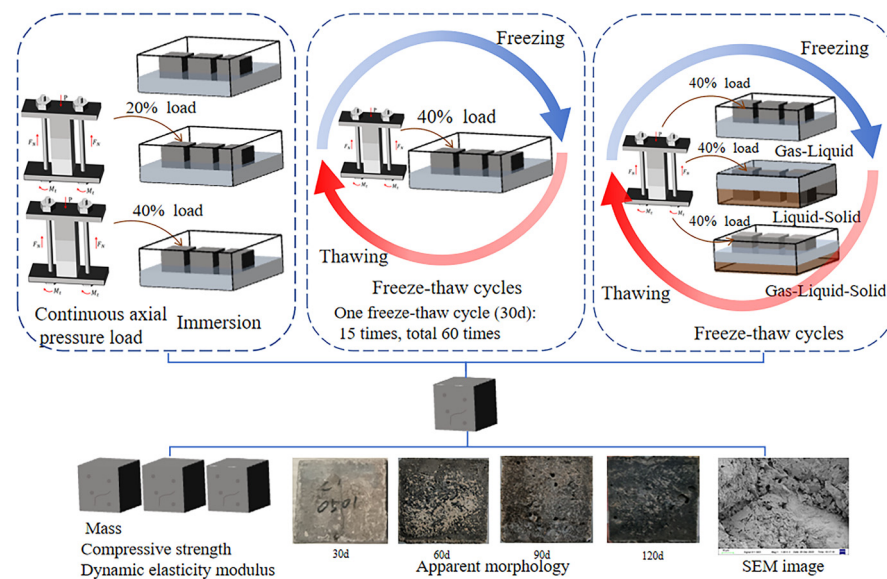 20% load
40% load
Continuous axial
pressure load
Immersion
Freezing
40% load
Thawing
Freeze-thaw cycles
One freeze-thaw cycle (30d):
15 times, total 60 times
Freezing
40% load
Gas-Liquid
40% load
Liquid-Solid
40% load
Gas-Liquid-Solid
Thawing
Freeze-thaw cycles
Mass
Compressive strength
Dynamic elasticity modulus
30d
60d
90d
120d
Apparent morphology
SEM image